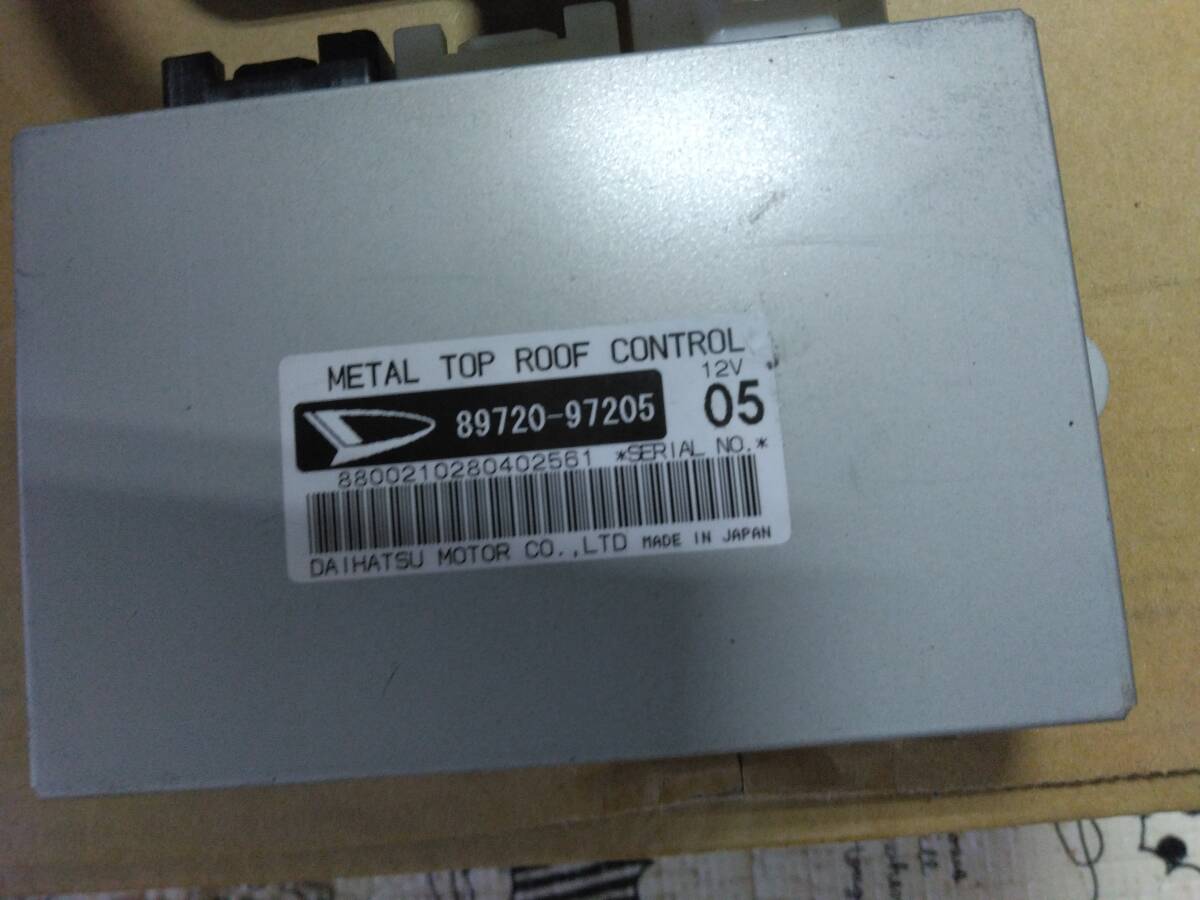 METAL TOP ROOF CONTROL
12V
89720-97205
05
8800210280402561 *SERIAL NO.*
DAIHATSU MOTOR CO.,LTD MADE IN JAPAN